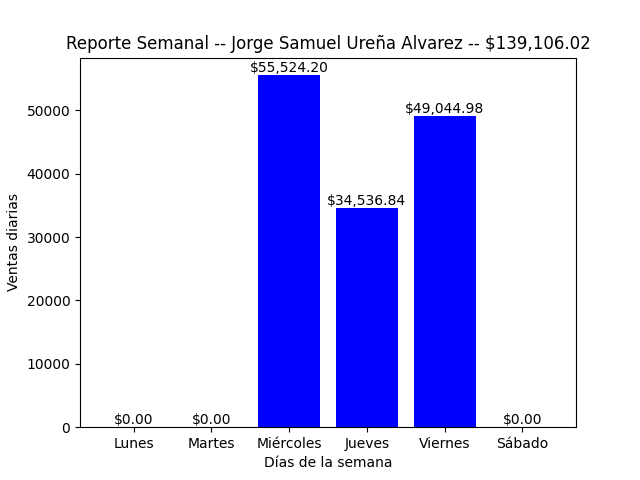 Reporte Semanal -- Jorge Samuel Ureña Alvarez -- $139,106.02
$55,524.20
$49,044.98
$34,536.84
$0.00 $0.00 $0.00
50000
40000
30000
20000
10000
0
Ventas diarias
Lunes Martes Miércoles Jueves Viernes Sábado
Días de la semana